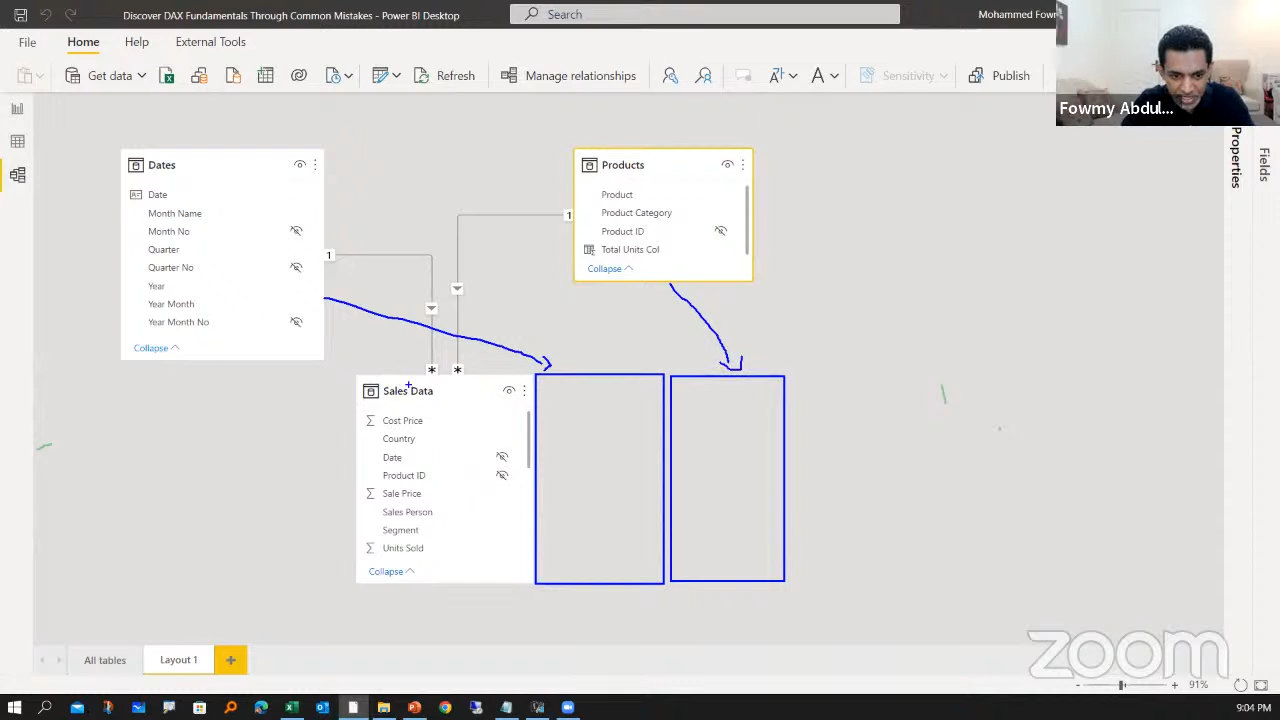 Discover DAX Fundamentals Through Common Mistakes - Power BI Desktop
Search
Mohammed Fown
File
Home
Help
External Tools
Get data
Refresh
Manage relationships
Sensitivity
Publish
Fowmy Abdul...
Properties
Fields
Dates
Date
Month Name
Month No
Quarter
Quarter No
Year
Year Month
Year Month No
Collapse
1
Products
Product
Product Category
Product ID
Total Units Col
Collapse
1
*
*
Sales Data
Cost Price
Country
Date
Product ID
Sale Price
Sales Person
Segment
Units Sold
Collapse
All tables
Layout 1
+
zoom
- + 91%
9:04 PM